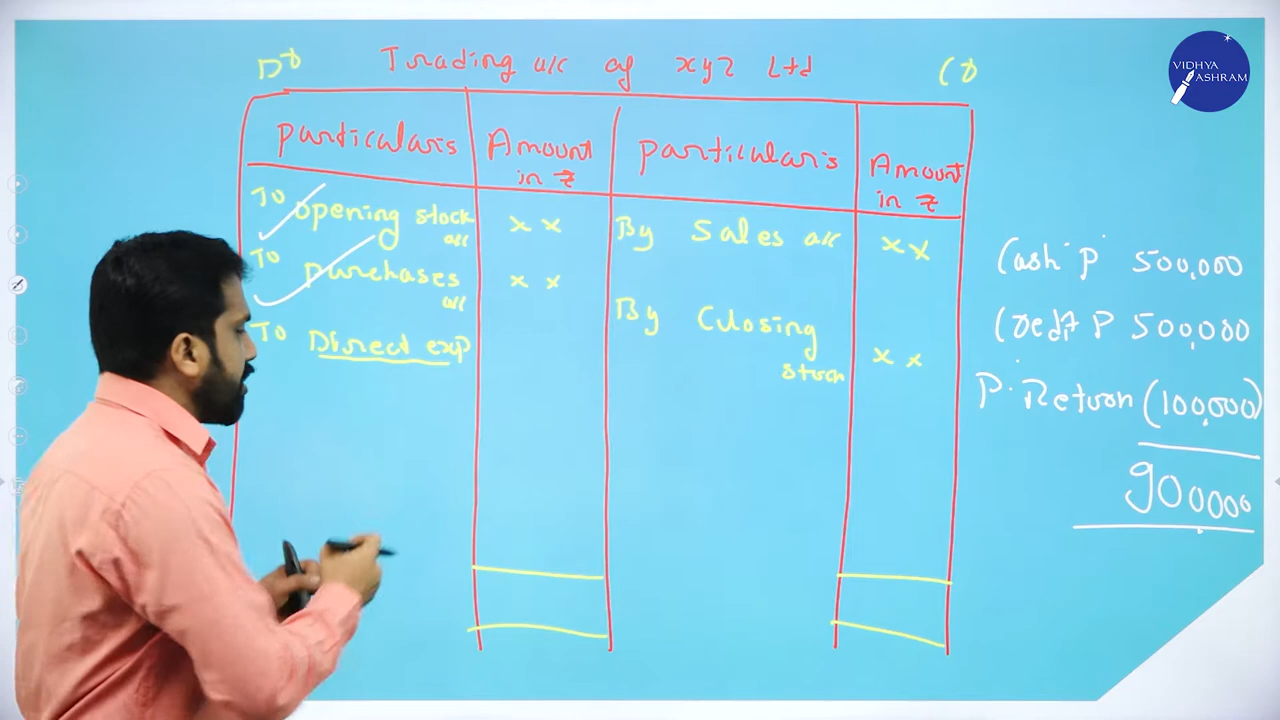 VIDHYA
ASHRAM
Dr Trading a/c of xyz Ltd Cr
Particulars Amount in ₹ Particulars Amount in ₹
To Opening stock a/c x x By Sales a/c x x
To Purchases a/c x x
To Direct exp By Closing stock x x
Cash P 500,000
Credit P 500,000
P. Return (100,000)
900000